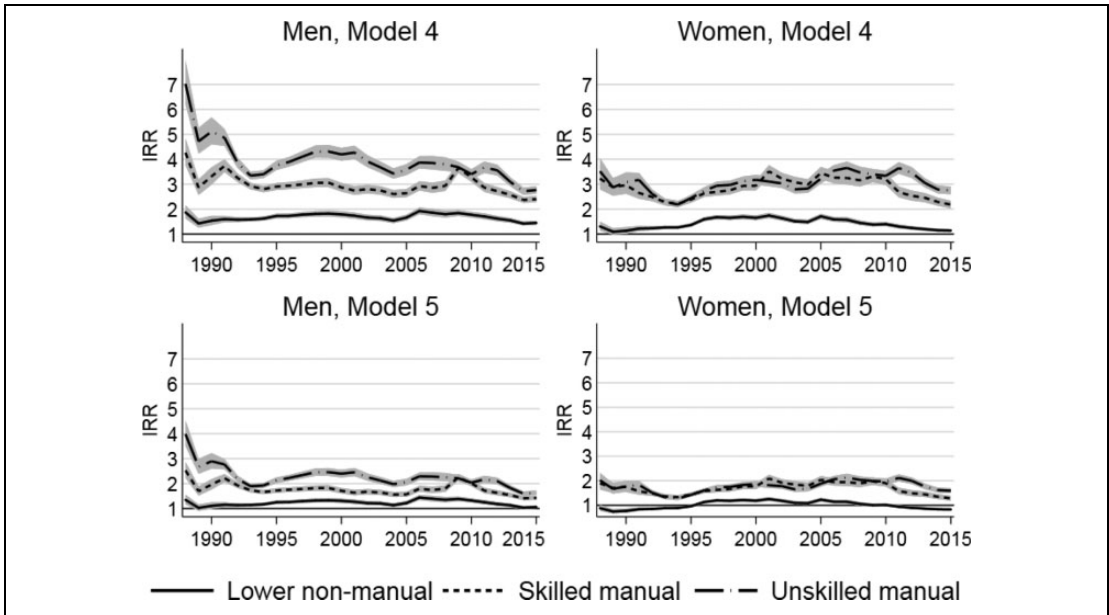 Men, Model 4
7
6
5
4
3
2
1
IRR
1990 1995 2000 2005 2010 2015
Women, Model 4
7
6
5
4
3
2
1
IRR
1990 1995 2000 2005 2010 2015
Men, Model 5
7
6
5
4
3
2
1
IRR
1990 1995 2000 2005 2010 2015
Women, Model 5
7
6
5
4
3
2
1
IRR
1990 1995 2000 2005 2010 2015
Lower non-manual Skilled manual Unskilled manual